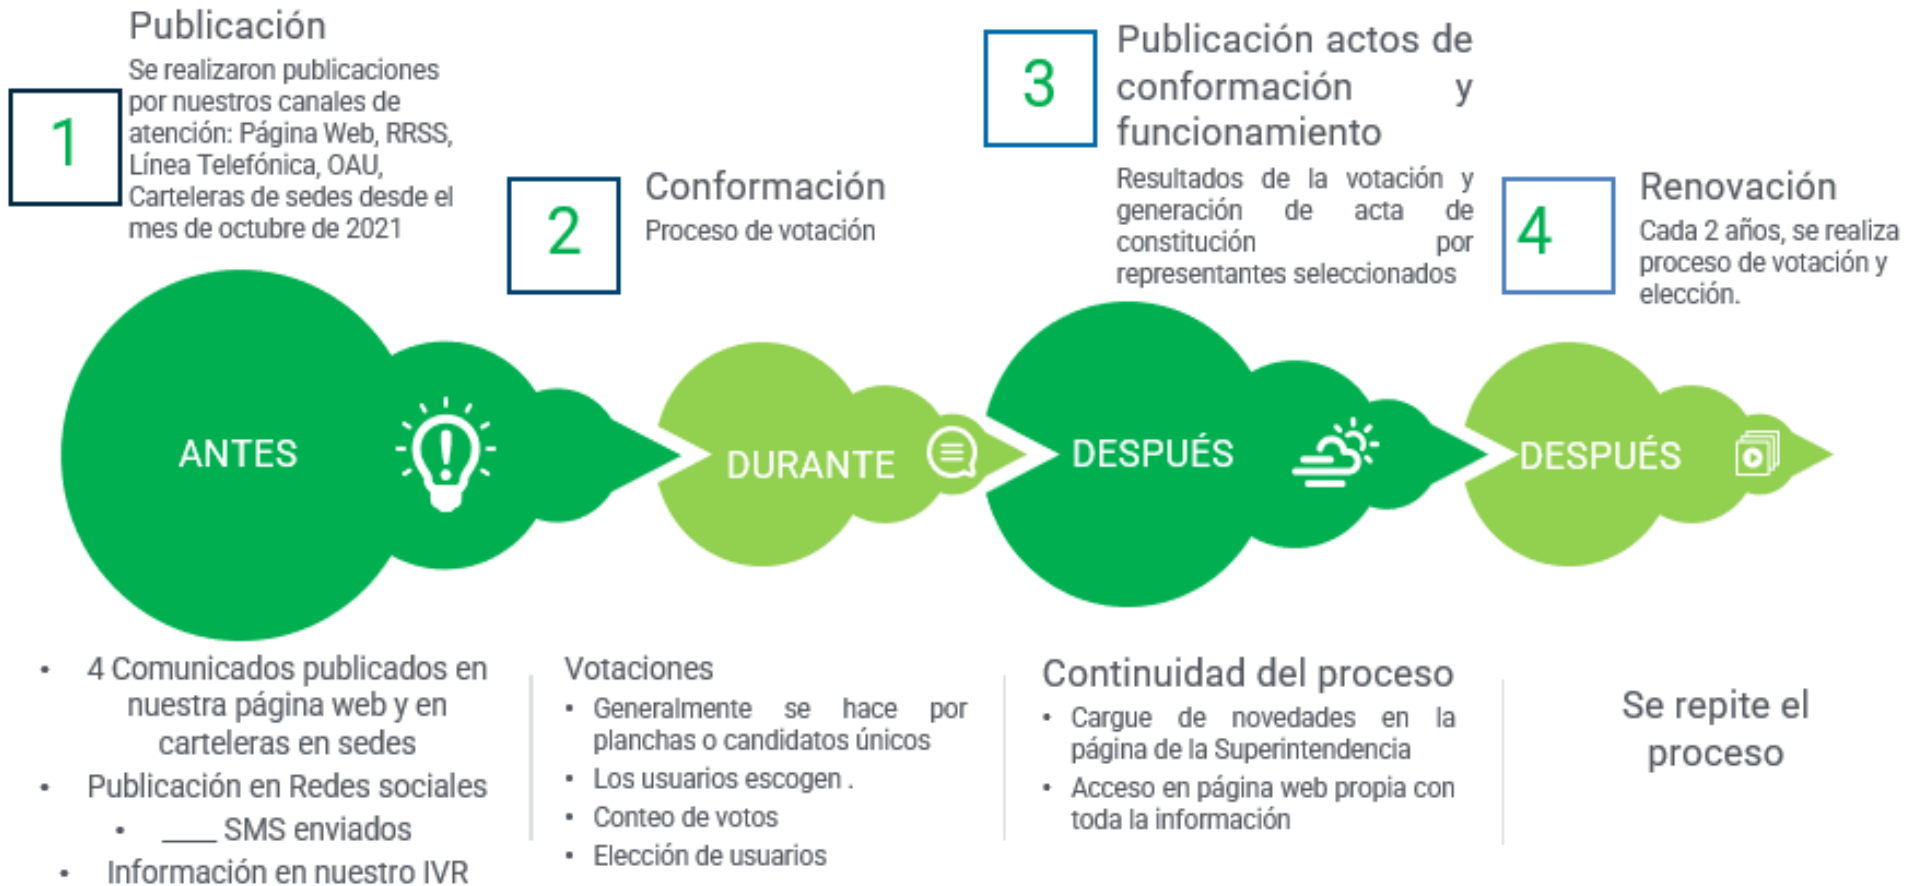 Publicación
Se realizaron publicaciones
por nuestros canales de
atención: Página Web, RRSS,
Línea Telefónica, OAU,
Carteleras de sedes desde el
mes de octubre de 2021
1
2
Conformación
Proceso de votación
3
Publicación actos de
conformación y
funcionamiento
Resultados de la votación y
generación de acta de
constitución por
representantes seleccionados
4
Renovación
Cada 2 años, se realiza
proceso de votación y
elección.
ANTES
DURANTE
DESPUÉS
DESPUÉS
• 4 Comunicados publicados en
nuestra página web y en
carteleras en sedes
• Publicación en Redes sociales
• ____ SMS enviados
• Información en nuestro IVR
Votaciones
• Generalmente se hace por
planchas o candidatos únicos
• Los usuarios escogen .
• Conteo de votos
• Elección de usuarios
Continuidad del proceso
• Cargue de novedades en la
página de la Superintendencia
• Acceso en página web propia con
toda la información
Se repite el
proceso